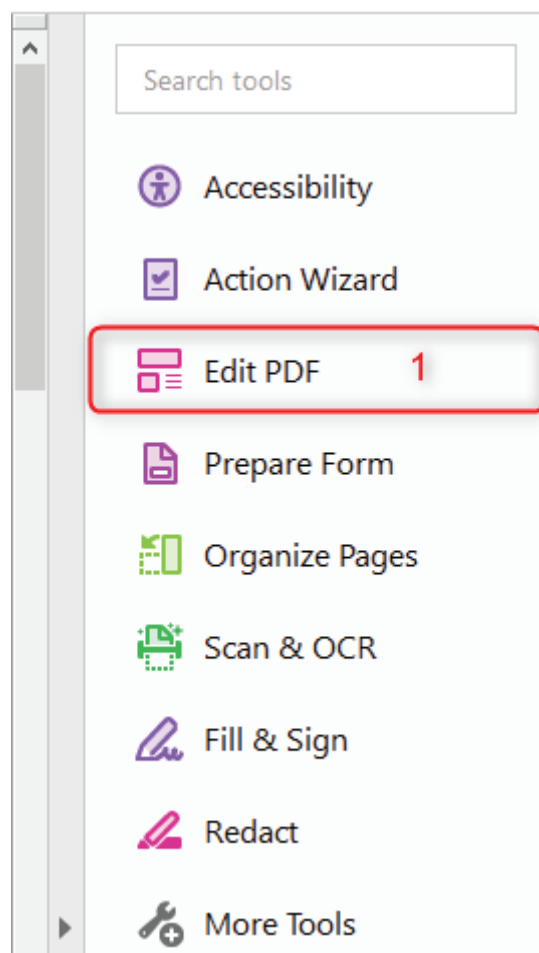 Search tools
Accessibility
Action Wizard
Edit PDF 1
Prepare Form
Organize Pages
Scan & OCR
Fill & Sign
Redact
More Tools